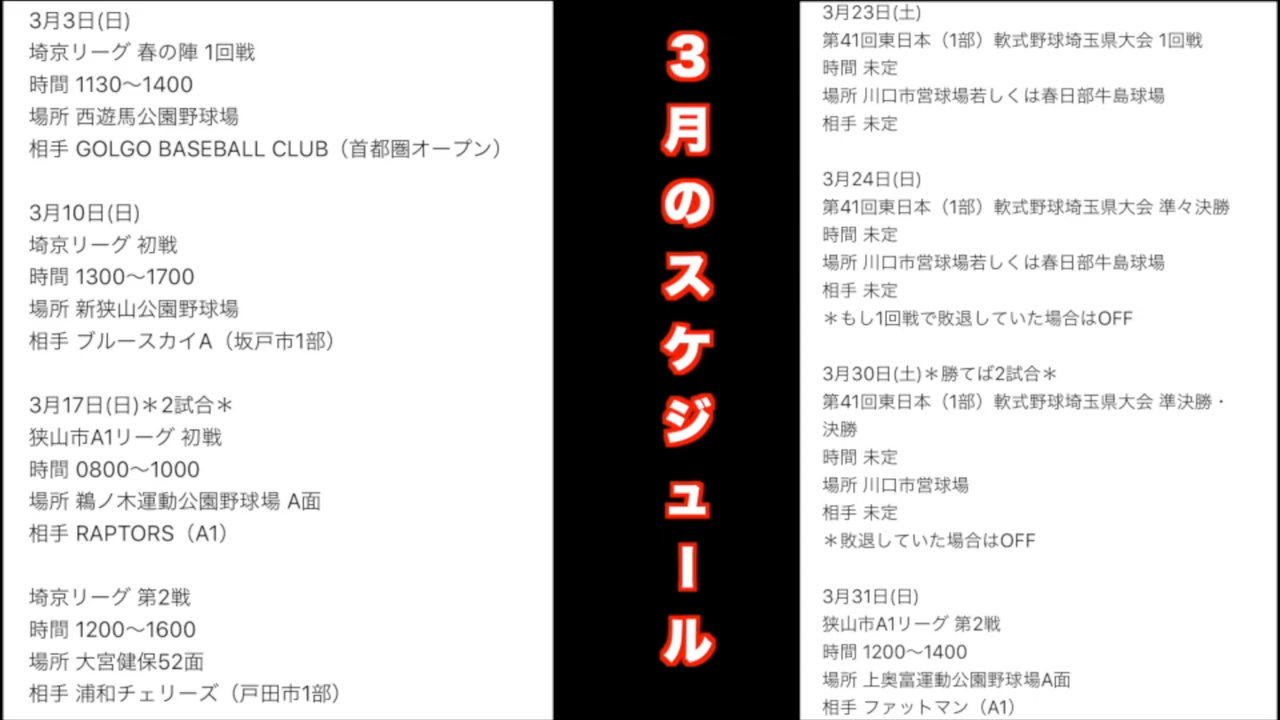 3月3日(日)
埼京リーグ 春の陣 1回戦
時間 1130〜1400
場所 西遊馬公園野球場
相手 GOLGO BASEBALL CLUB（首都圏オープン）
3月10日(日)
埼京リーグ 初戦
時間 1300〜1700
場所 新狭山公園野球場
相手 ブルースカイA（坂戸市1部）
3月17日(日)＊2試合＊
狭山市A1リーグ 初戦
時間 0800〜1000
場所 鵜ノ木運動公園野球場 A面
相手 RAPTORS（A1）
埼京リーグ 第2戦
時間 1200〜1600
場所 大宮健保52面
相手 浦和チェリーズ（戸田市1部）
3月のスケジュール
3月23日(土)
第41回東日本（1部）軟式野球埼玉県大会 1回戦
時間 未定
場所 川口市営球場若しくは春日部牛島球場
相手 未定
3月24日(日)
第41回東日本（1部）軟式野球埼玉県大会 準々決勝
時間 未定
場所 川口市営球場若しくは春日部牛島球場
相手 未定
＊もし1回戦で敗退していた場合はOFF
3月30日(土)＊勝てば2試合＊
第41回東日本（1部）軟式野球埼玉県大会 準決勝・
決勝
時間 未定
場所 川口市営球場
相手 未定
＊敗退していた場合はOFF
3月31日(日)
狭山市A1リーグ 第2戦
時間 1200〜1400
場所 上奥富運動公園野球場A面
相手 ファットマン（A1）